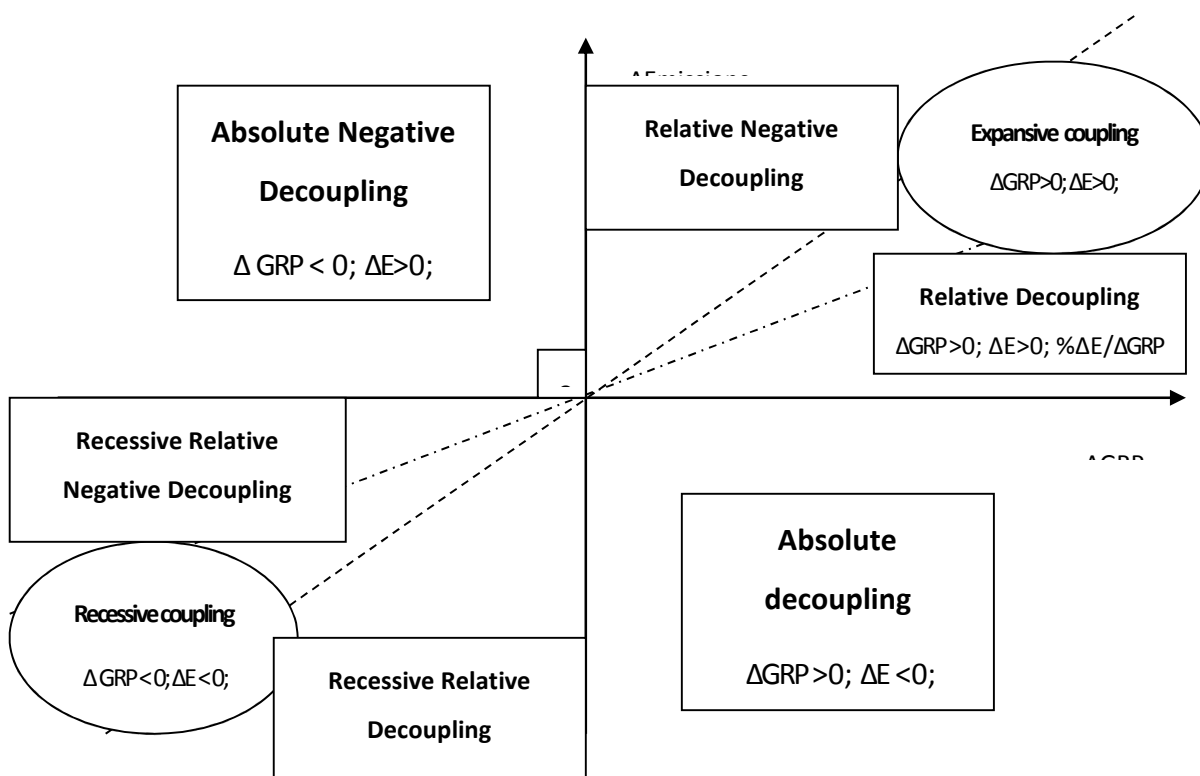 Absolute Negative
Decoupling
Δ GRP < 0; ΔE>0;
Relative Negative
Decoupling
Expansive coupling
ΔGRP>0; ΔE>0;
Relative Decoupling
ΔGRP>0; ΔE>0; %ΔE/ΔGRP
Recessive Relative
Negative Decoupling
Recessive coupling
ΔGRP<0; ΔE<0;
Recessive Relative
Decoupling
Absolute
decoupling
ΔGRP>0; ΔE <0;